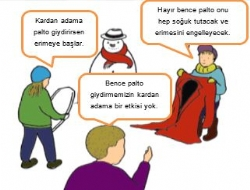 Kardan adama
palto giydirirsen
erimeye başlar.
Hayır bence palto onu
hep soğuk tutacak ve
erimesini engelleyecek.
Bence palto
giydirmemizin kardan
adama bir etkisi yok.